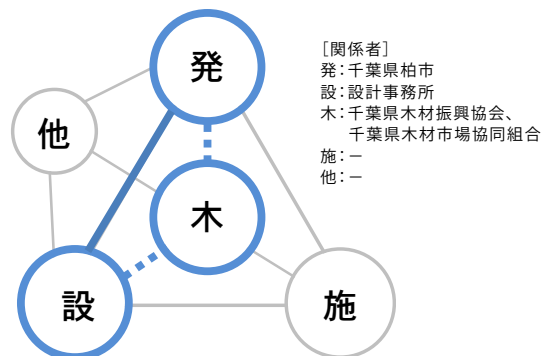 発
他
木
設
施
［関係者］
発：千葉県柏市
設：設計事務所
木：千葉県木材振興協会、
千葉県木材市場協同組合
施：－
他：－